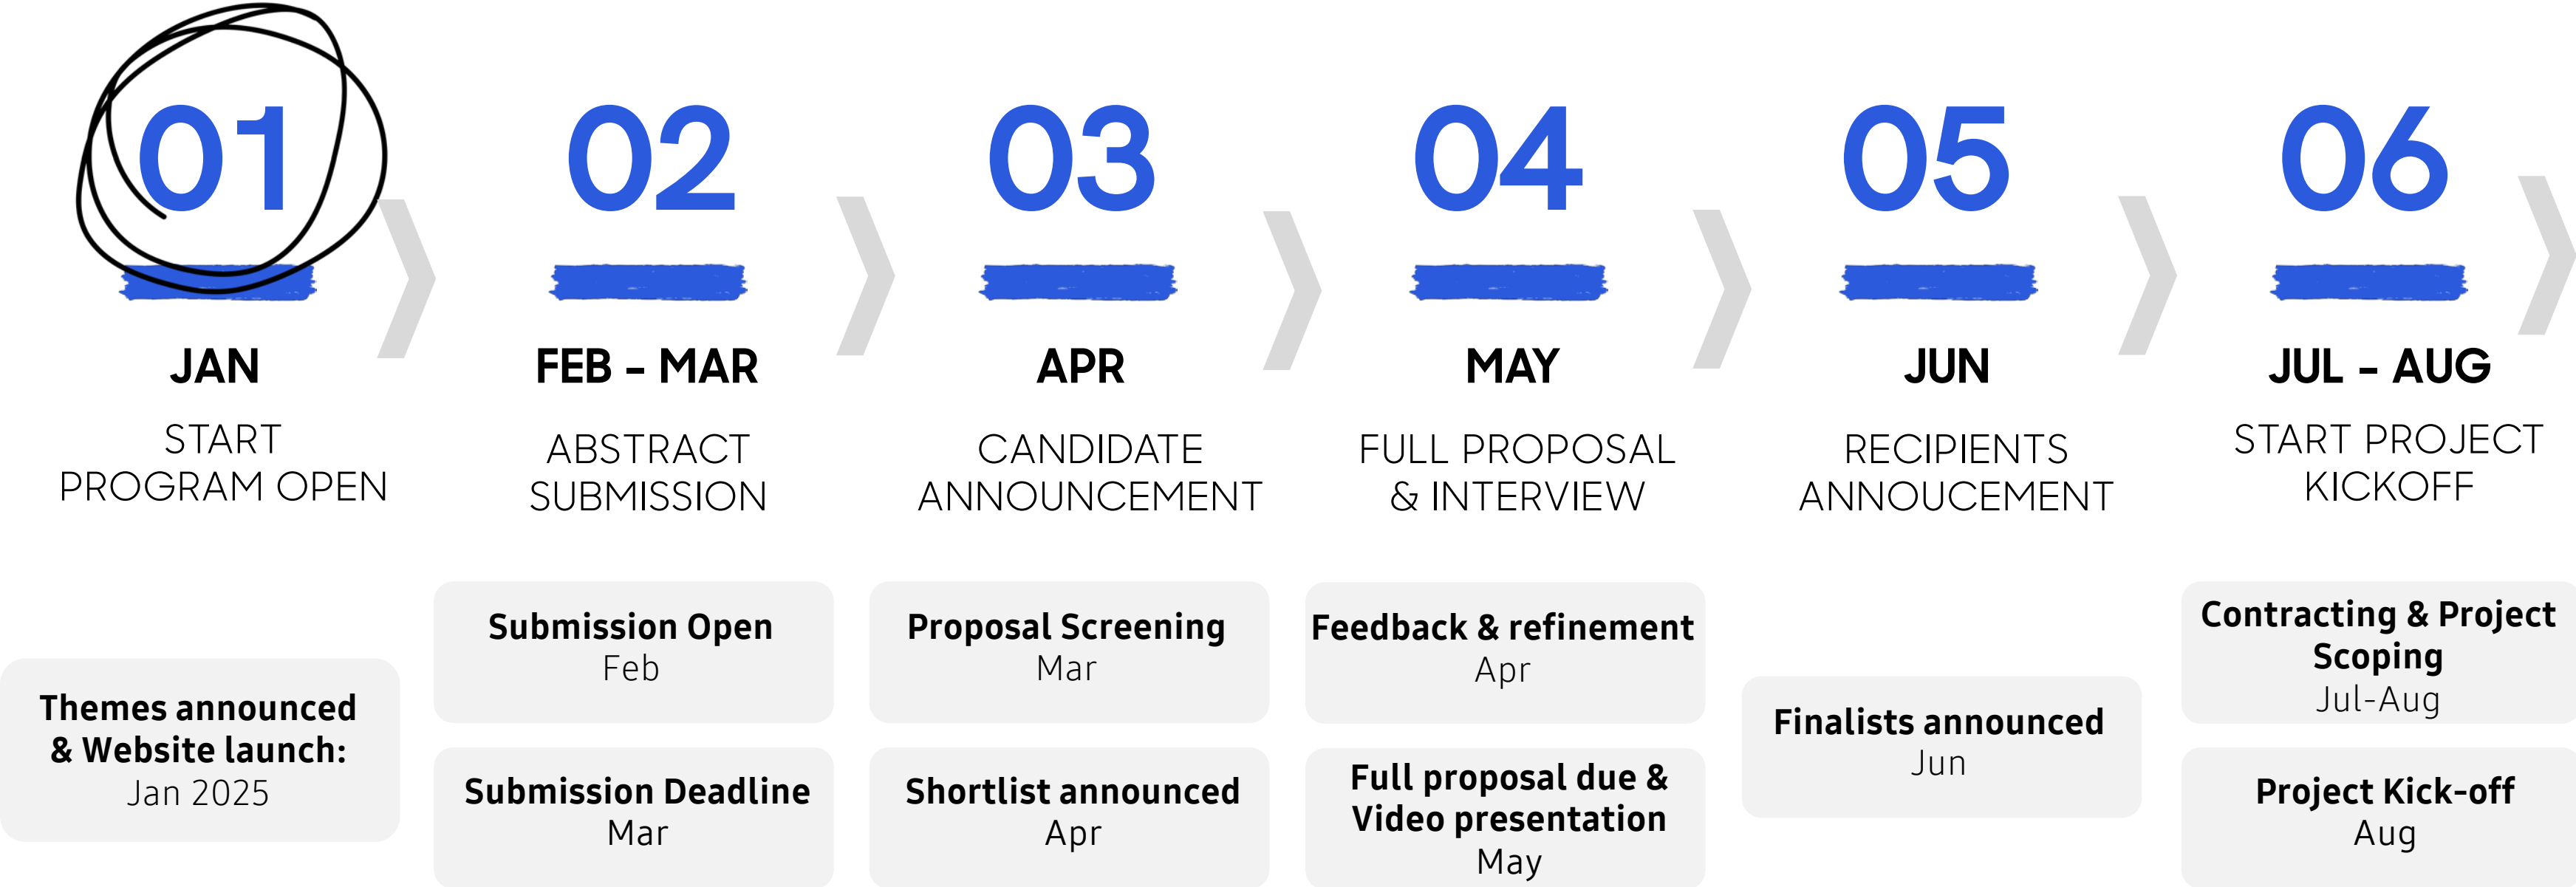 01
02
03
04
05
06
JAN
FEB - MAR
APR
MAY
JUN
JUL - AUG
START
PROGRAM OPEN
ABSTRACT
SUBMISSION
CANDIDATE
ANNOUNCEMENT
FULL PROPOSAL
& INTERVIEW
RECIPIENTS
ANNOUCEMENT
START PROJECT
KICKOFF
Themes announced
& Website launch:
Jan 2025
Submission Open
Feb
Submission Deadline
Mar
Proposal Screening
Mar
Shortlist announced
Apr
Feedback & refinement
Apr
Full proposal due &
Video presentation
May
Finalists announced
Jun
Contracting & Project
Scoping
Jul-Aug
Project Kick-off
Aug